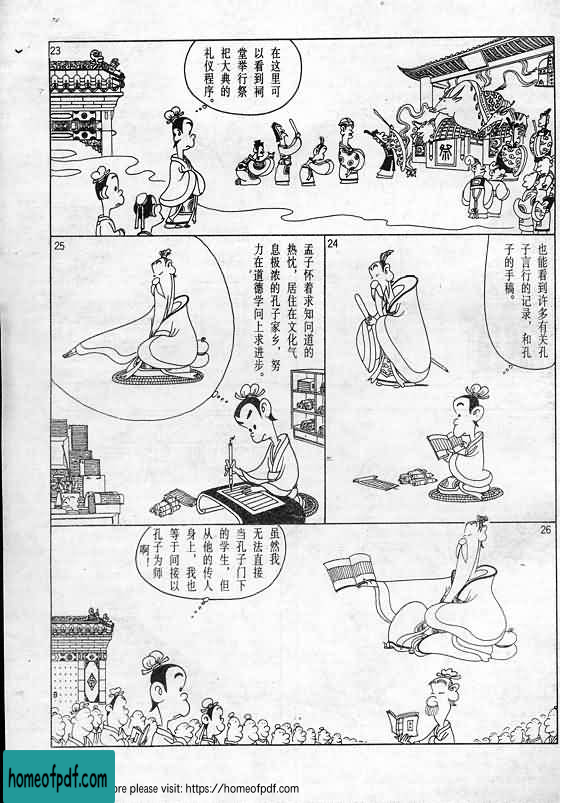 23
在这里可
以看到祠
堂举行祭
祀大典的
礼仪程序。
24
也能看到许多有关孔
子言行的记录，和孔
子的手稿。
25
孟子怀着求知问道的
热忱，居住在文化气
息极浓的孔子家乡，努
力在道德学问上求进步。
26
虽然我
无法直接
当孔子门下
的学生，但
从他的传人
身上，我也
等于间接以
孔子为师
啊！
homeofpdf.com
ore please visit: https://homeofpdf.com